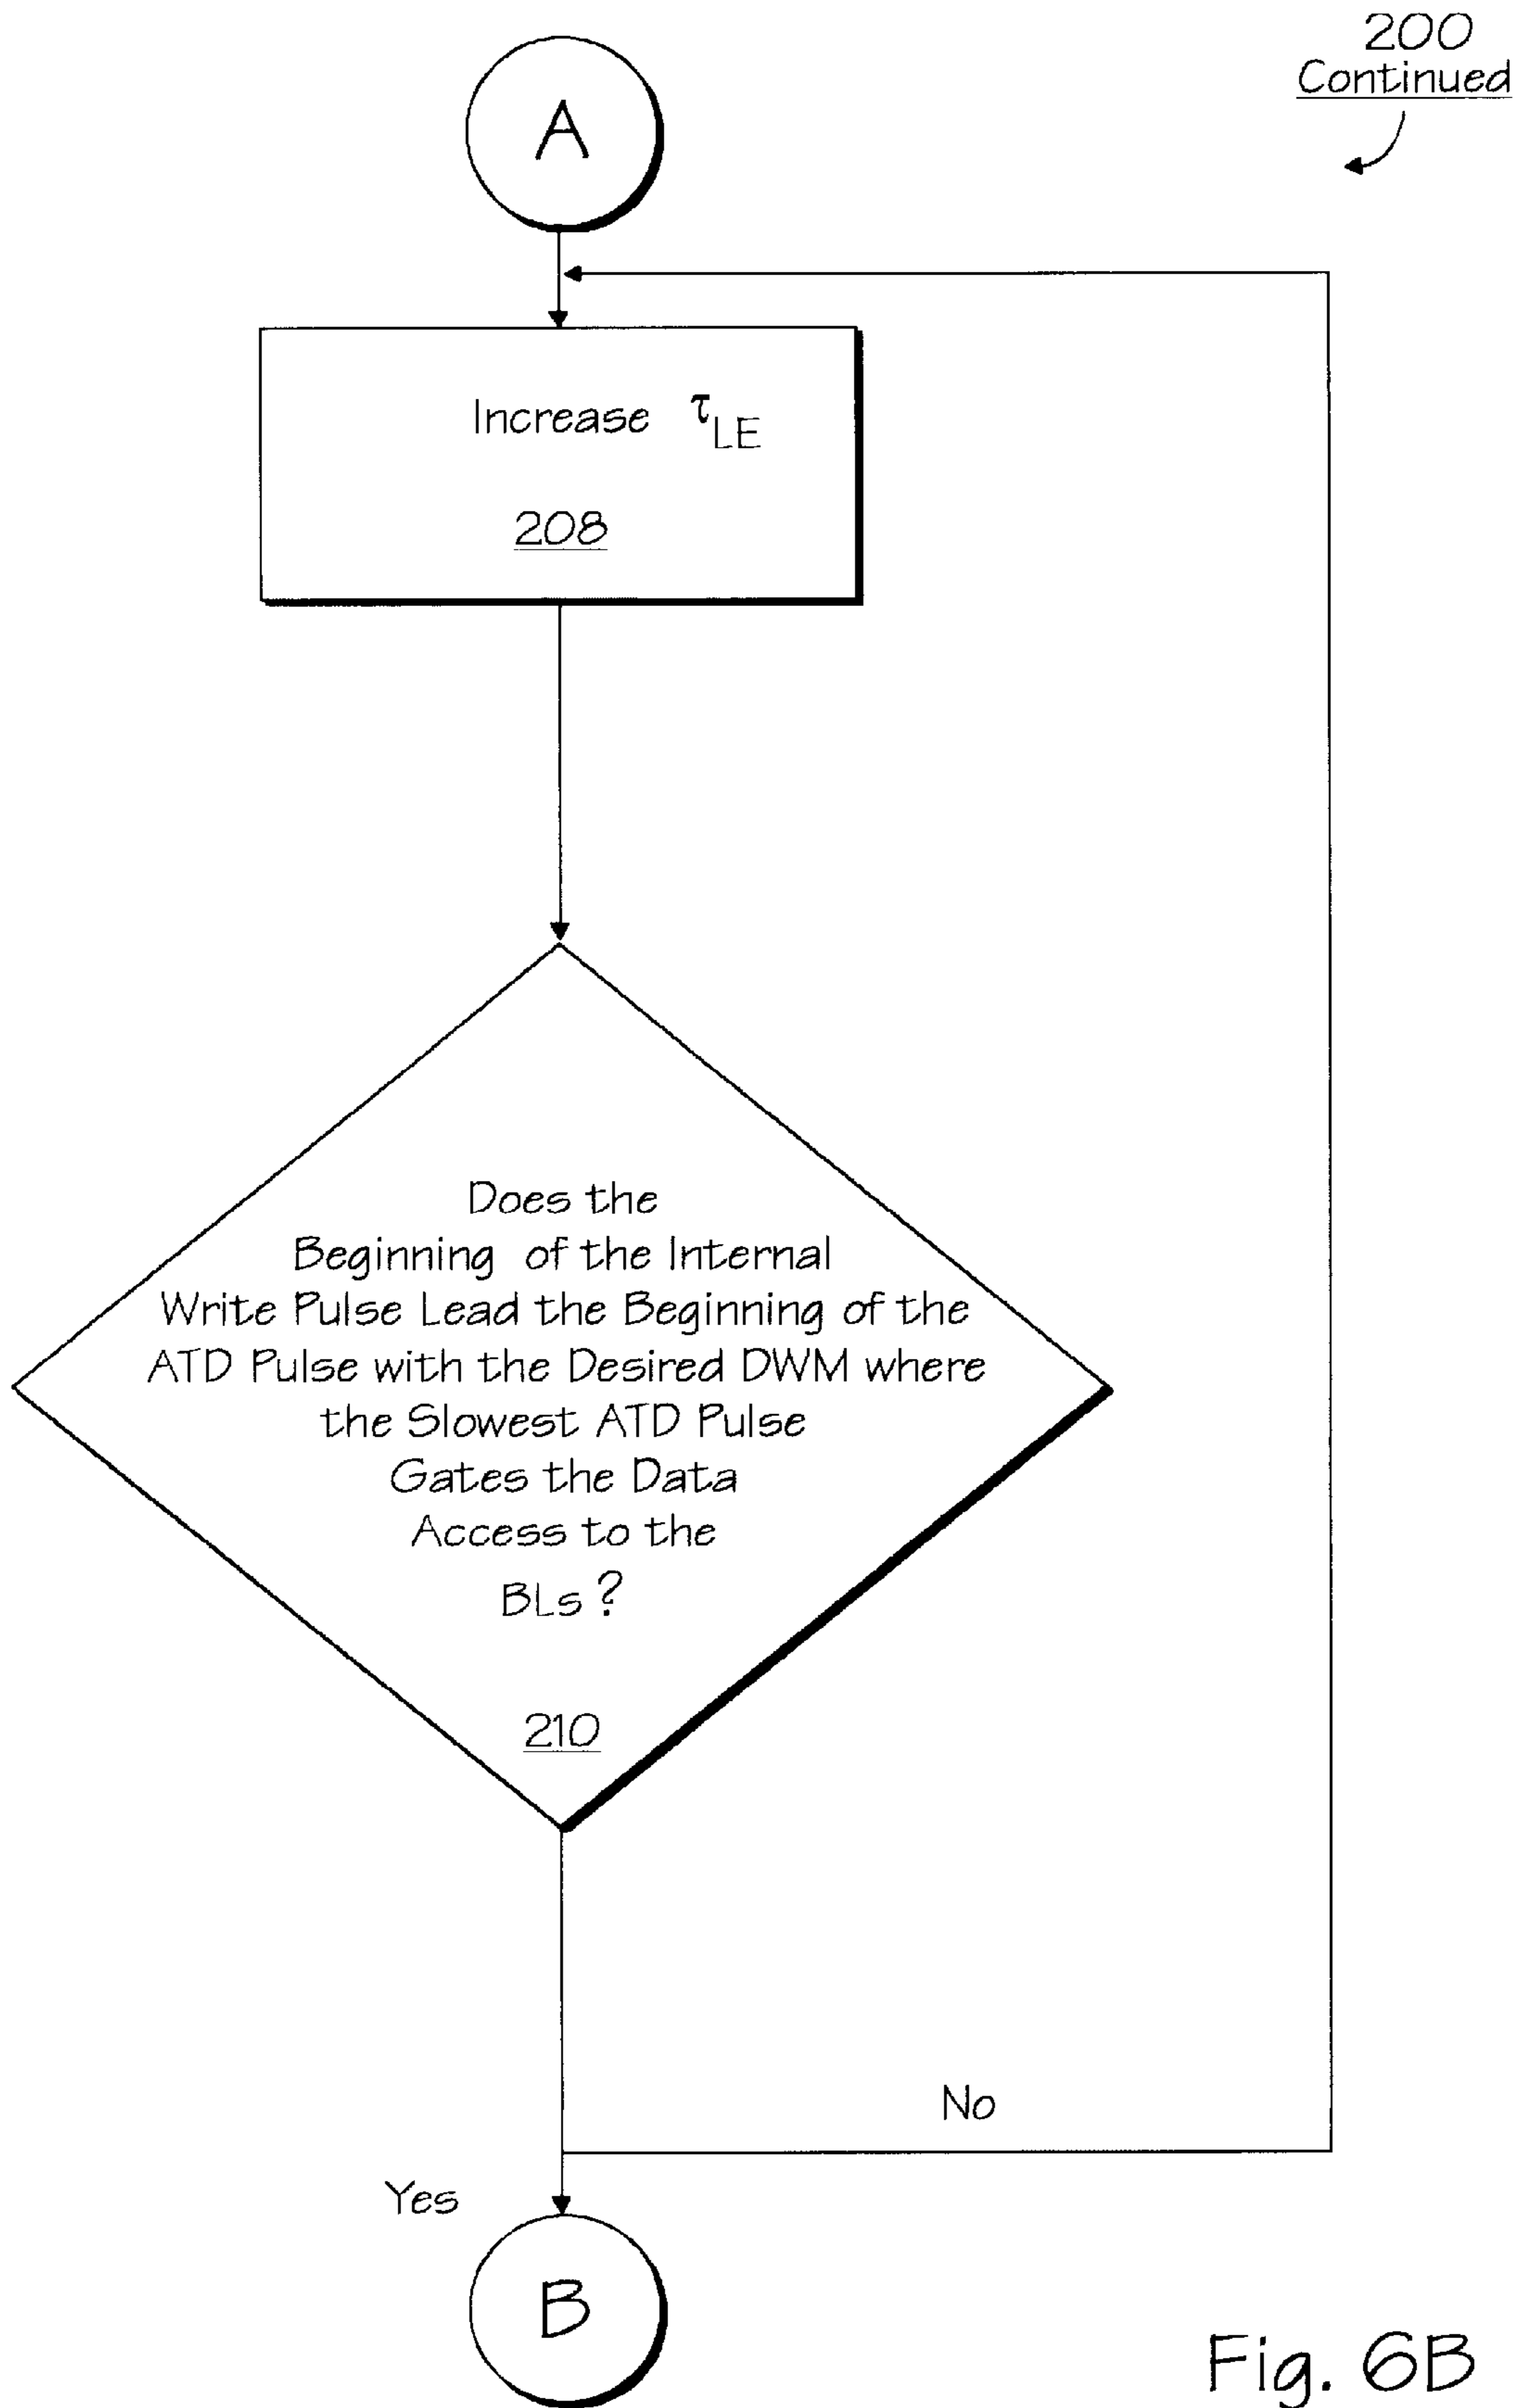 200
Continued
A
Increase τLE
208
Does the
Beginning of the Internal
Write Pulse Lead the Beginning of the
ATD Pulse with the Desired DWM where
the Slowest ATD Pulse
Gates the Data
Access to the
BLs?
210
No
Yes
B
Fig. 6B